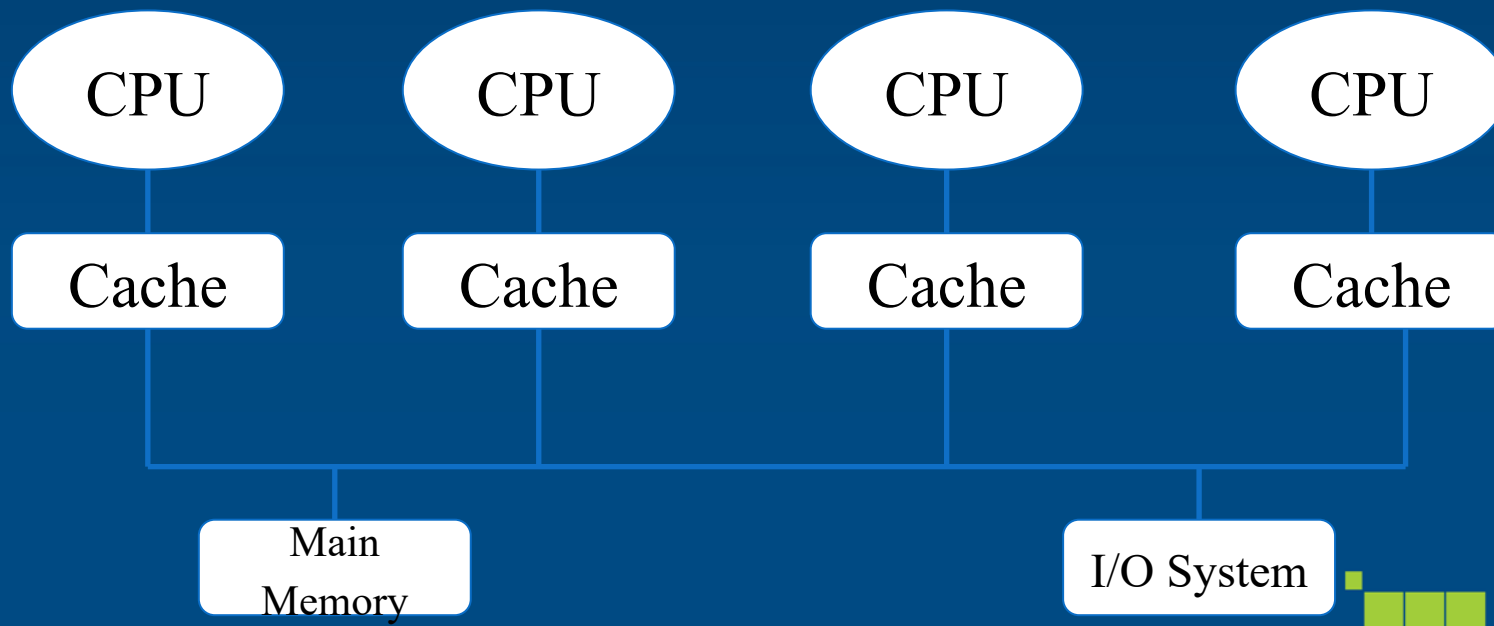 CPU CPU CPU CPU
Cache Cache Cache Cache
Main
Memory
I/O System